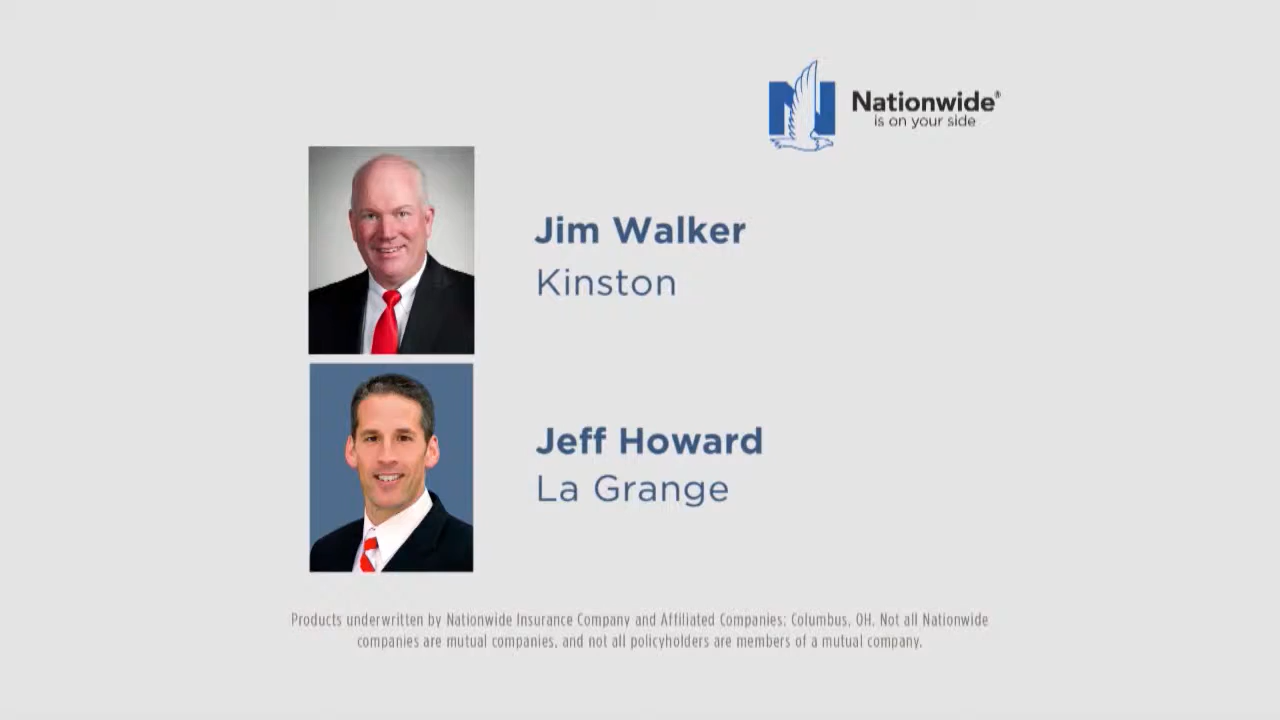 Nationwide®
is on your side
Jim Walker
Kinston
Jeff Howard
La Grange
Products underwritten by Nationwide Insurance Company and Affiliated Companies; Columbus, OH. Not all Nationwide
companies are mutual companies, and not all policyholders are members of a mutual company.